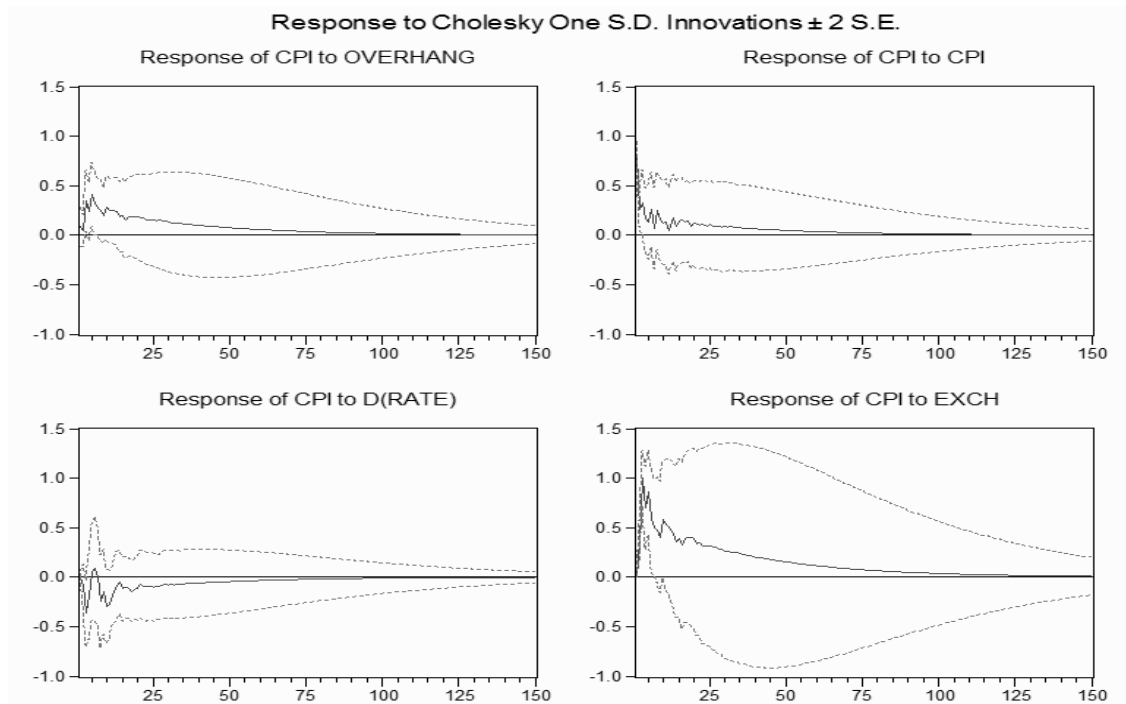 Response to Cholesky One S.D. Innovations ± 2 S.E.
Response of CPI to OVERHANG
1.5
1.0
0.5
0.0
-0.5
-1.0
25 50 75 100 125 150
Response of CPI to CPI
1.5
1.0
0.5
0.0
-0.5
-1.0
25 50 75 100 125 150
Response of CPI to D(RATE)
1.5
1.0
0.5
0.0
-0.5
-1.0
25 50 75 100 125 150
Response of CPI to EXCH
1.5
1.0
0.5
0.0
-0.5
-1.0
25 50 75 100 125 150